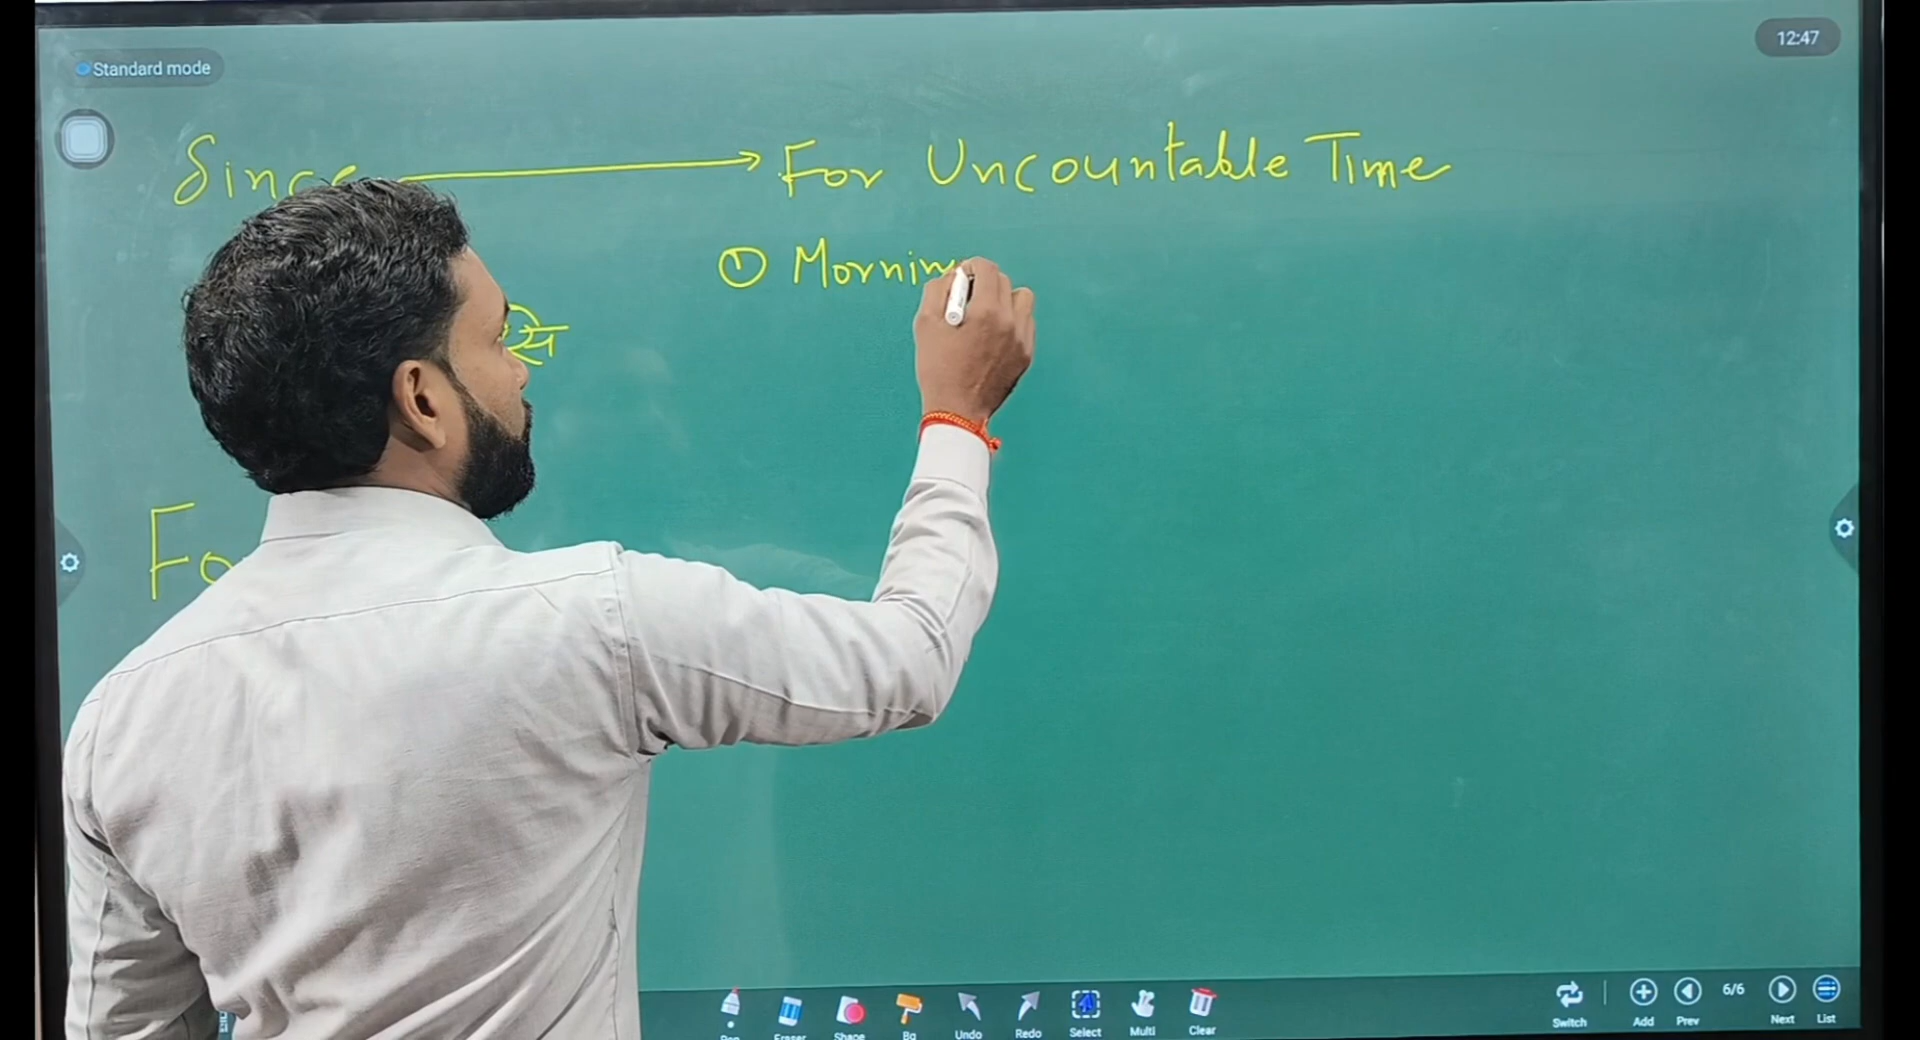 12:47
Standard mode
Since → For Uncountable Time
① Mornin
से
Fo
Eraser Shape Bg Undo Redo Select Multi Clear Switch Add Prev 6/6 Next List